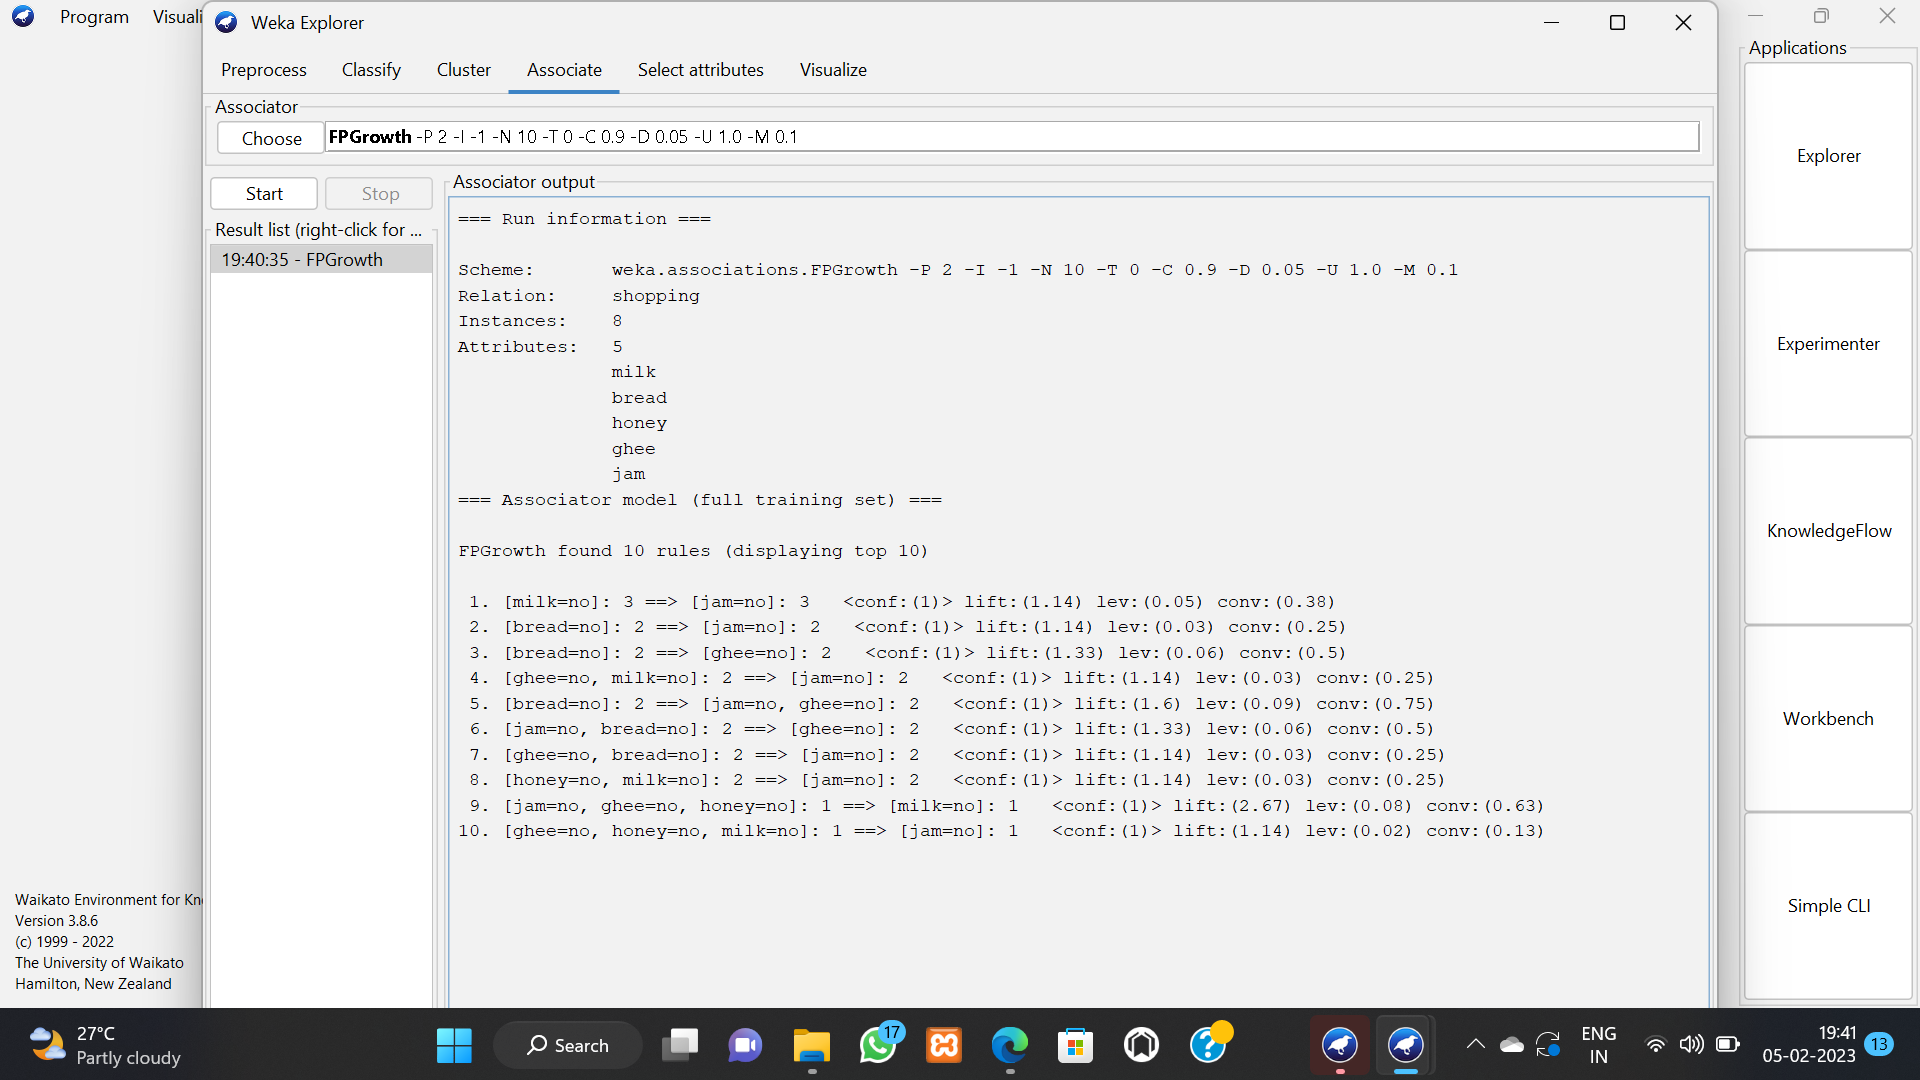 Program Visuali
Weka Explorer
Preprocess Classify Cluster Associate Select attributes Visualize
Associator
Choose FPGrowth -P 2 -I -1 -N 10 -T 0 -C 0.9 -D 0.05 -U 1.0 -M 0.1
Start Stop
Result list (right-click for ...
19:40:35 - FPGrowth
Associator output
=== Run information ===
Scheme: weka.associations.FPGrowth -P 2 -I -1 -N 10 -T 0 -C 0.9 -D 0.05 -U 1.0 -M 0.1
Relation: shopping
Instances: 8
Attributes: 5
milk
bread
honey
ghee
jam
=== Associator model (full training set) ===
FPGrowth found 10 rules (displaying top 10)
1. [milk=no]: 3 ==> [jam=no]: 3 <conf:(1)> lift:(1.14) lev:(0.05) conv:(0.38)
2. [bread=no]: 2 ==> [jam=no]: 2 <conf:(1)> lift:(1.14) lev:(0.03) conv:(0.25)
3. [bread=no]: 2 ==> [ghee=no]: 2 <conf:(1)> lift:(1.33) lev:(0.06) conv:(0.5)
4. [ghee=no, milk=no]: 2 ==> [jam=no]: 2 <conf:(1)> lift:(1.14) lev:(0.03) conv:(0.25)
5. [bread=no]: 2 ==> [jam=no, ghee=no]: 2 <conf:(1)> lift:(1.6) lev:(0.09) conv:(0.75)
6. [jam=no, bread=no]: 2 ==> [ghee=no]: 2 <conf:(1)> lift:(1.33) lev:(0.06) conv:(0.5)
7. [ghee=no, bread=no]: 2 ==> [jam=no]: 2 <conf:(1)> lift:(1.14) lev:(0.03) conv:(0.25)
8. [honey=no, milk=no]: 2 ==> [jam=no]: 2 <conf:(1)> lift:(1.14) lev:(0.03) conv:(0.25)
9. [jam=no, ghee=no, honey=no]: 1 ==> [milk=no]: 1 <conf:(1)> lift:(2.67) lev:(0.08) conv:(0.63)
10. [ghee=no, honey=no, milk=no]: 1 ==> [jam=no]: 1 <conf:(1)> lift:(1.14) lev:(0.02) conv:(0.13)
Applications
Explorer
Experimenter
KnowledgeFlow
Workbench
Simple CLI
Waikato Environment for Kn
Version 3.8.6
(c) 1999 - 2022
The University of Waikato
Hamilton, New Zealand
27°C
Partly cloudy
Search
17
ENG
IN
19:41
05-02-2023
13